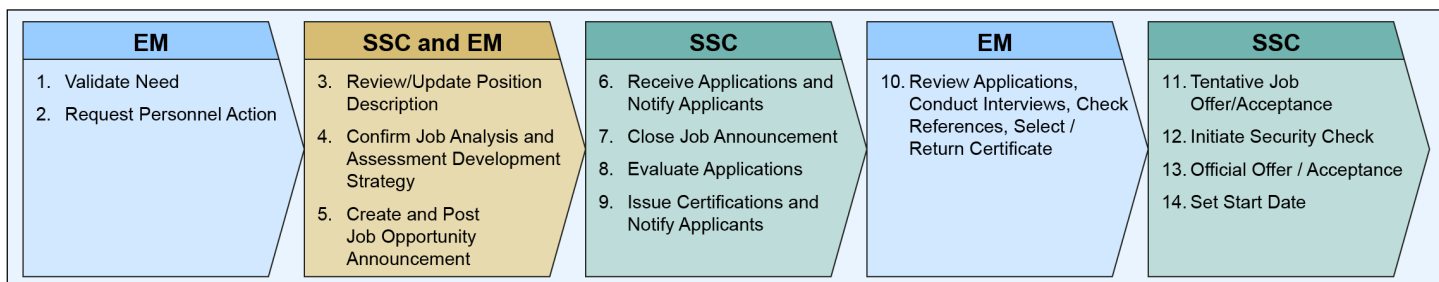 EM
1. Validate Need
2. Request Personnel Action
SSC and EM
3. Review/Update Position
Description
4. Confirm Job Analysis and
Assessment Development
Strategy
5. Create and Post
Job Opportunity
Announcement
SSC
6. Receive Applications and
Notify Applicants
7. Close Job Announcement
8. Evaluate Applications
9. Issue Certifications and
Notify Applicants
EM
10. Review Applications,
Conduct Interviews, Check
References, Select /
Return Certificate
SSC
11. Tentative Job
Offer/Acceptance
12. Initiate Security Check
13. Official Offer / Acceptance
14. Set Start Date